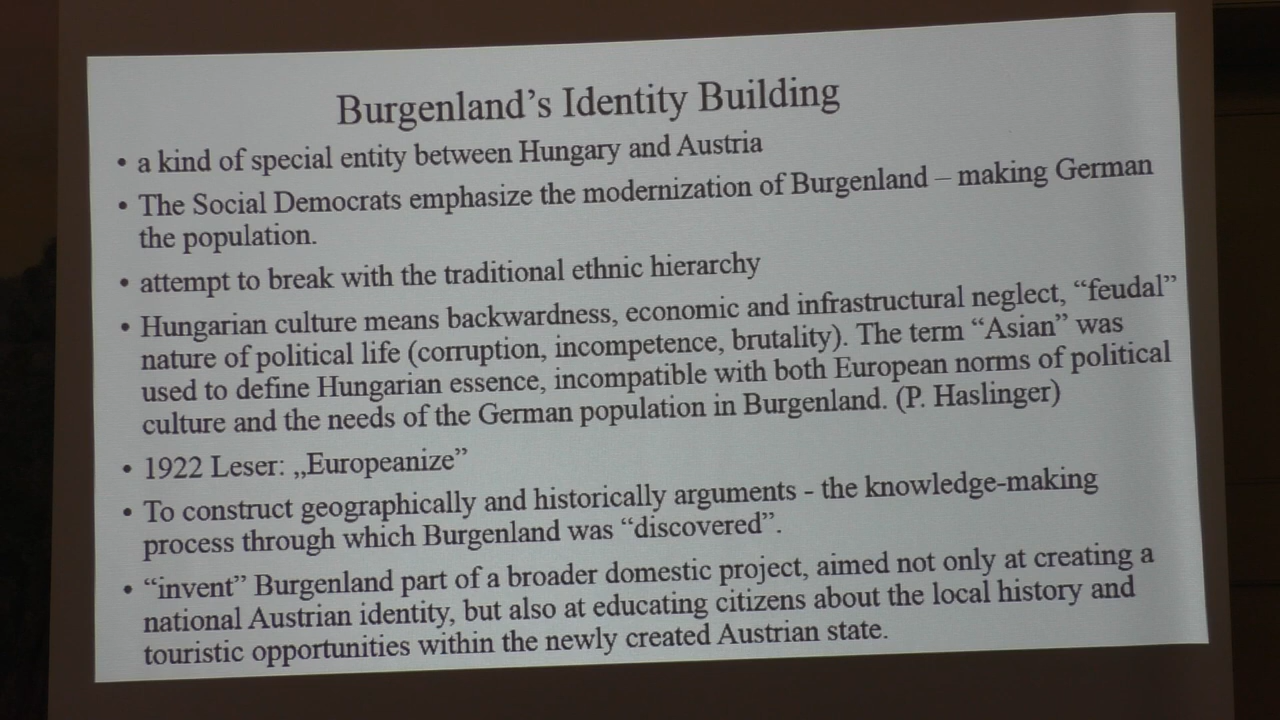 Burgenland’s Identity Building
• a kind of special entity between Hungary and Austria
• The Social Democrats emphasize the modernization of Burgenland – making German
the population.
• attempt to break with the traditional ethnic hierarchy
• Hungarian culture means backwardness, economic and infrastructural neglect, “feudal”
nature of political life (corruption, incompetence, brutality). The term “Asian” was
used to define Hungarian essence, incompatible with both European norms of political
culture and the needs of the German population in Burgenland. (P. Haslinger)
• 1922 Leser: „Europeanize”
• To construct geographically and historically arguments - the knowledge-making
process through which Burgenland was “discovered”.
• “invent” Burgenland part of a broader domestic project, aimed not only at creating a
national Austrian identity, but also at educating citizens about the local history and
touristic opportunities within the newly created Austrian state.